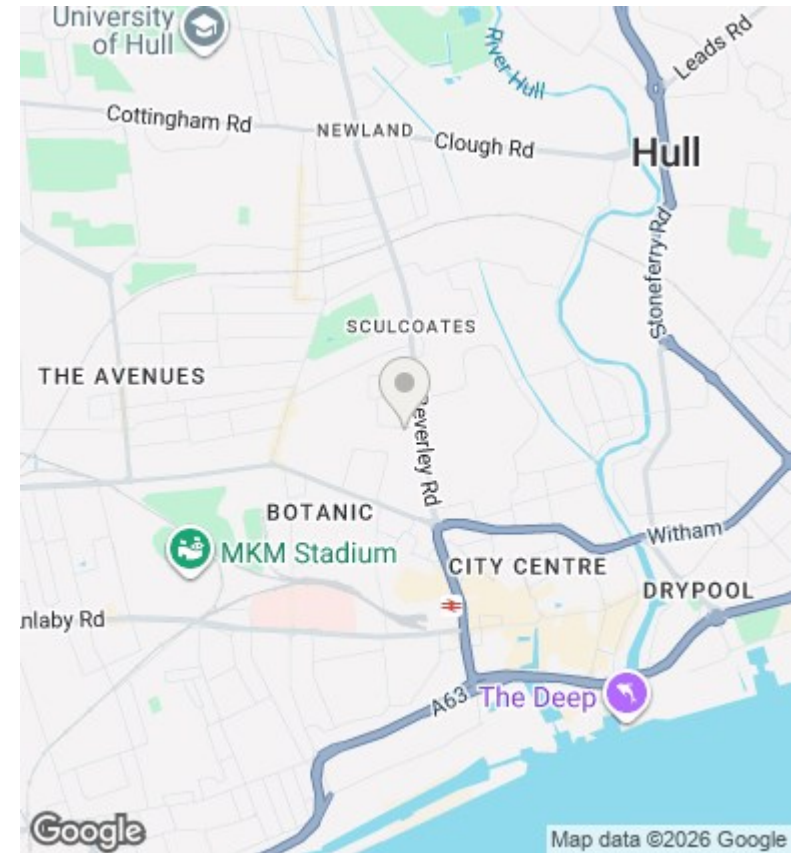 University
of Hull
Cottingham Rd
NEWLAND
Clough Rd
River Hull
Leads Rd
Hull
Stoneferry Rd
SCULCOATES
THE AVENUES
Beverley Rd
BOTANIC
MKM Stadium
CITY CENTRE
Witham
DRYPOOL
nlaby Rd
A63
The Deep
Google
Map data ©2026 Google